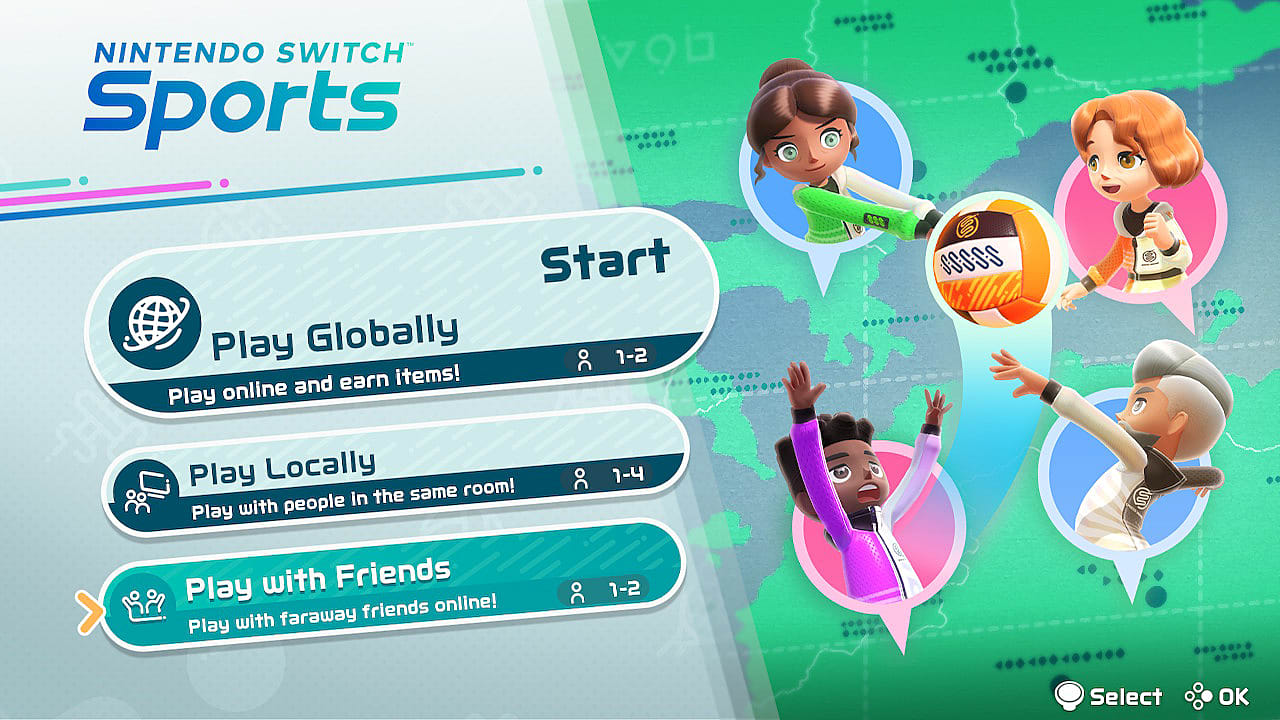 NINTENDO SWITCH™
Sports
Start
Play Globally
Play online and earn items!
1-2
Play Locally
Play with people in the same room!
1-4
Play with Friends
Play with faraway friends online!
1-2
Select
OK